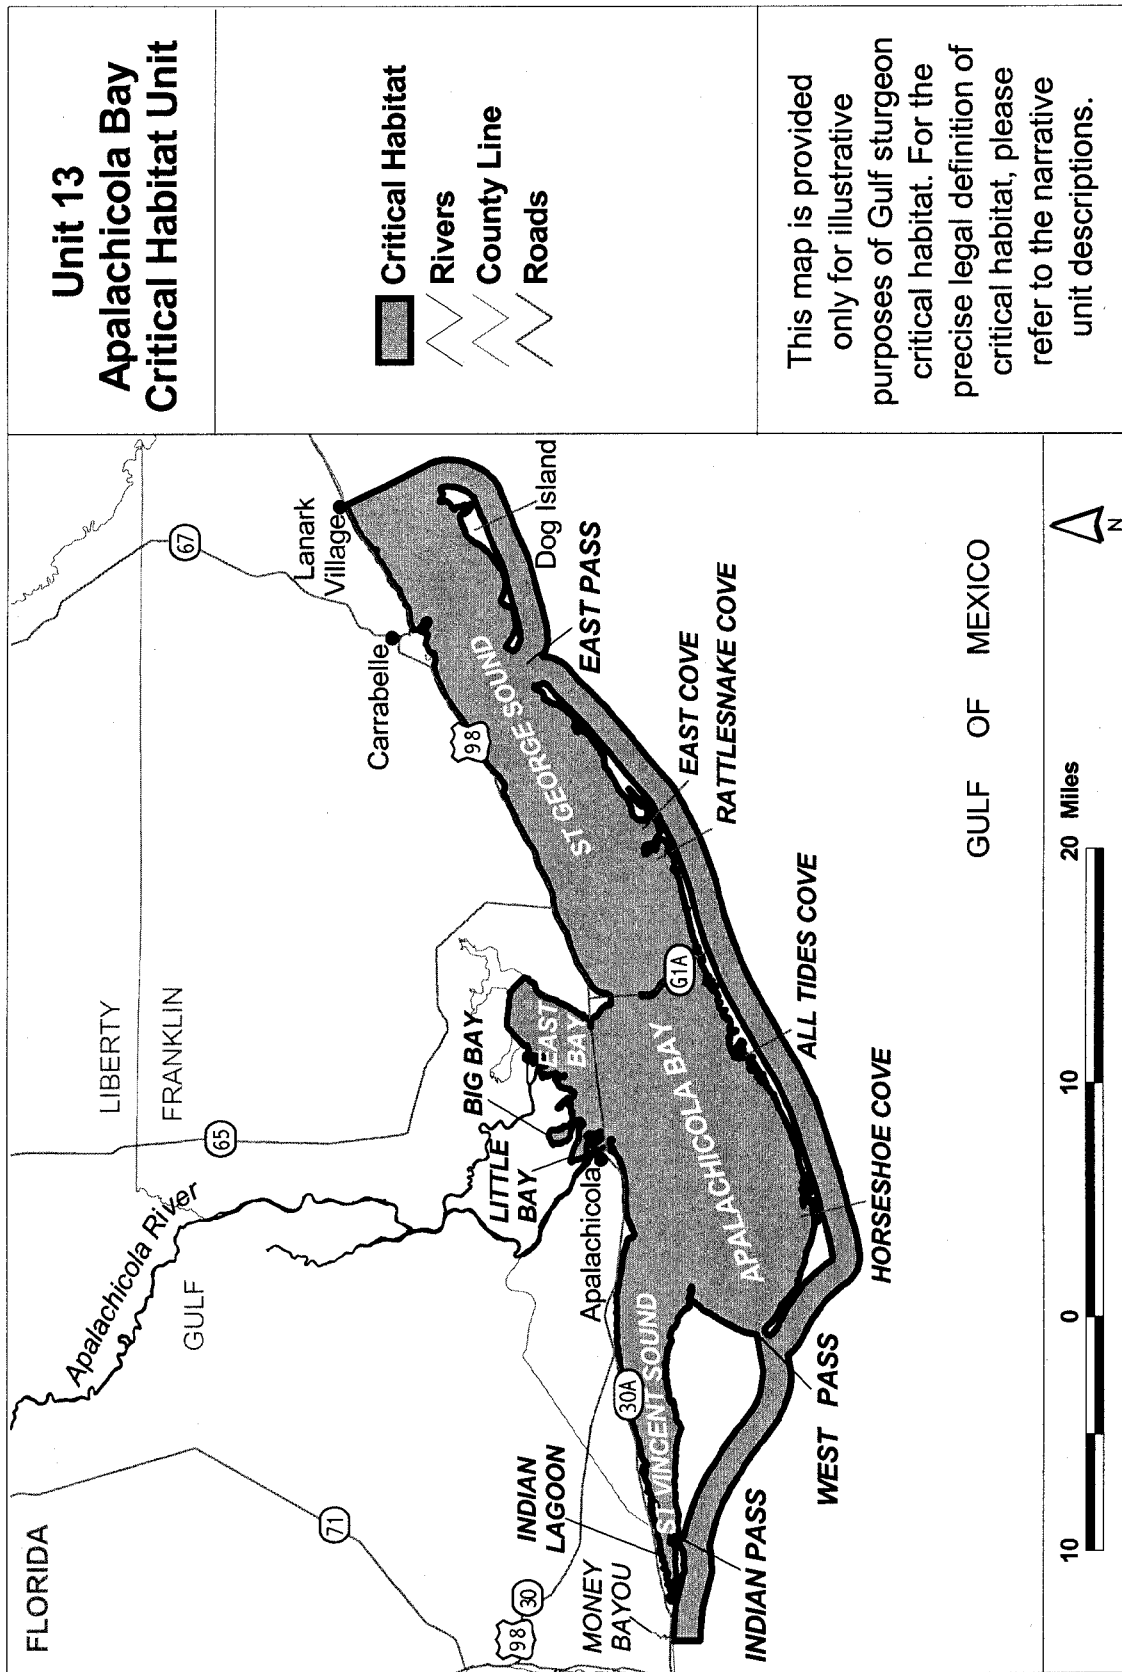 Unit 13
Apalachicola Bay
Critical Habitat Unit
Critical Habitat
Rivers
County Line
Roads
This map is provided
only for illustrative
purposes of Gulf sturgeon
critical habitat. For the
precise legal definition of
critical habitat, please
refer to the narrative
unit descriptions.
FLORIDA
LIBERTY
FRANKLIN
GULF
Apalachicola River
67
65
71
98
30
Lanark
Village
Carrabelle
98
Dog Island
EAST PASS
ST GEORGE SOUND
EAST COVE
RATTLESNAKE COVE
BIG BAY
EAST
BAY
LITTLE
BAY
Apalachicola
G1A
APALACHICOLA BAY
ALL TIDES COVE
HORSESHOE COVE
30A
ST VINCENT SOUND
INDIAN
LAGOON
MONEY
BAYOU
INDIAN PASS
WEST PASS
GULF OF MEXICO
10 0 10 20 Miles
N